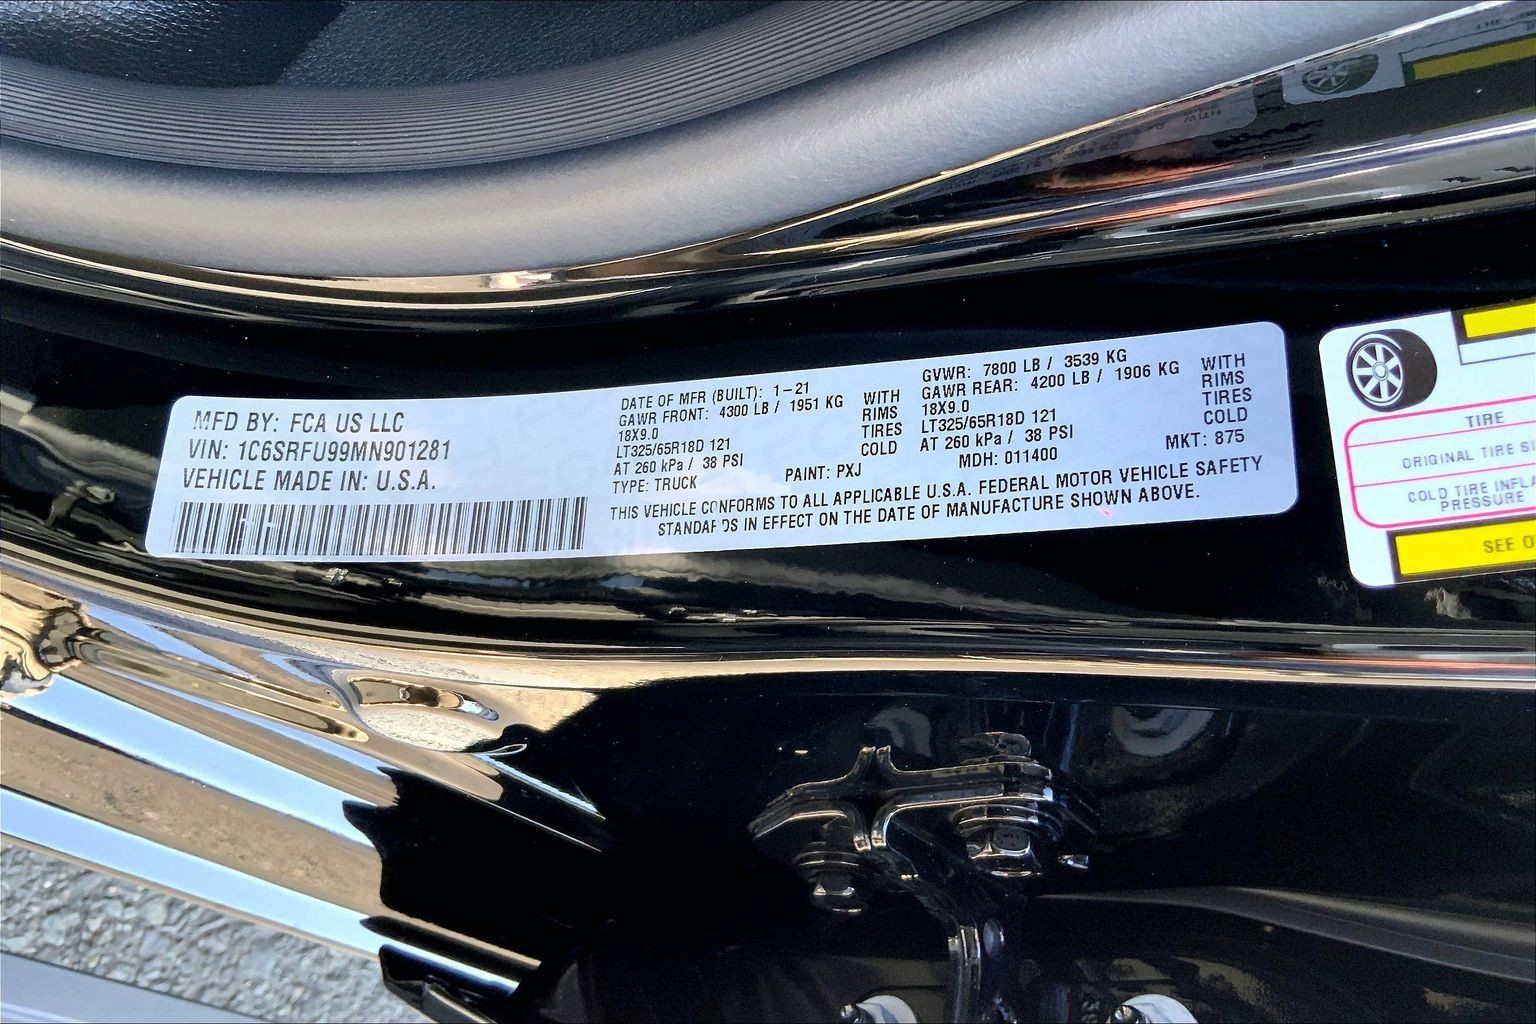 MFD BY: FCA US LLC
VIN: 1C6SRFU99MN901281
VEHICLE MADE IN: U.S.A.
DATE OF MFR (BUILT): 1-21
GAWR FRONT: 4300 LB / 1951 KG WITH
18X9.0 RIMS
LT325/65R18D 121 TIRES
AT 260 kPa / 38 PSI COLD
TYPE: TRUCK
PAINT: PXJ
GVWR: 7800 LB / 3539 KG
GAWR REAR: 4200 LB / 1906 KG WITH
18X9.0 RIMS
LT325/65R18D 121 TIRES
AT 260 kPa / 38 PSI COLD
MDH: 011400
MKT: 875
THIS VEHICLE CONFORMS TO ALL APPLICABLE U.S.A. FEDERAL MOTOR VEHICLE SAFETY
STANDARDS IN EFFECT ON THE DATE OF MANUFACTURE SHOWN ABOVE.
TIRE
ORIGINAL TIRE
COLD TIRE
PRESSURE
SEE